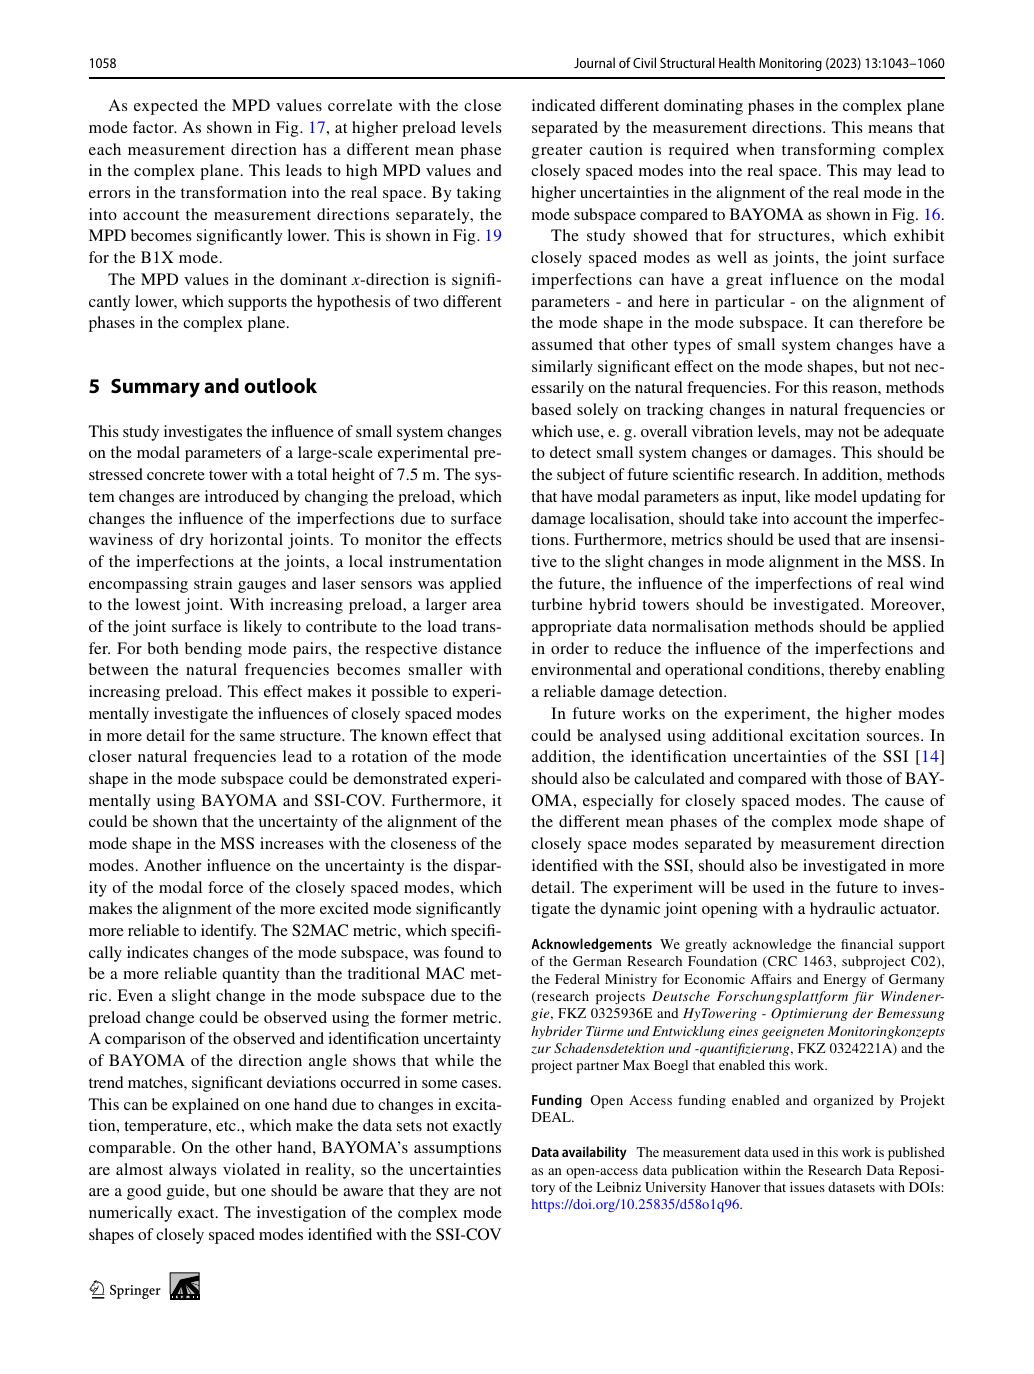 1058
Journal of Civil Structural Health Monitoring (2023) 13:1043–1060
As expected the MPD values correlate with the close
mode factor. As shown in Fig. 17, at higher preload levels
each measurement direction has a different mean phase
in the complex plane. This leads to high MPD values and
errors in the transformation into the real space. By taking
into account the measurement directions separately, the
MPD becomes significantly lower. This is shown in Fig. 19
for the B1X mode.
The MPD values in the dominant x-direction is signifi-
cantly lower, which supports the hypothesis of two different
phases in the complex plane.
5 Summary and outlook
This study investigates the influence of small system changes
on the modal parameters of a large-scale experimental pre-
stressed concrete tower with a total height of 7.5 m. The sys-
tem changes are introduced by changing the preload, which
changes the influence of the imperfections due to surface
waviness of dry horizontal joints. To monitor the effects
of the imperfections at the joints, a local instrumentation
encompassing strain gauges and laser sensors was applied
to the lowest joint. With increasing preload, a larger area
of the joint surface is likely to contribute to the load trans-
fer. For both bending mode pairs, the respective distance
between the natural frequencies becomes smaller with
increasing preload. This effect makes it possible to experi-
mentally investigate the influences of closely spaced modes
in more detail for the same structure. The known effect that
closer natural frequencies lead to a rotation of the mode
shape in the mode subspace could be demonstrated experi-
mentally using BAYOMA and SSI-COV. Furthermore, it
could be shown that the uncertainty of the alignment of the
mode shape in the MSS increases with the closeness of the
modes. Another influence on the uncertainty is the dispar-
ity of the modal force of the closely spaced modes, which
makes the alignment of the more excited mode significantly
more reliable to identify. The S2MAC metric, which specifi-
cally indicates changes of the mode subspace, was found to
be a more reliable quantity than the traditional MAC met-
ric. Even a slight change in the mode subspace due to the
preload change could be observed using the former metric.
A comparison of the observed and identification uncertainty
of BAYOMA of the direction angle shows that while the
trend matches, significant deviations occurred in some cases.
This can be explained on one hand due to changes in excita-
tion, temperature, etc., which make the data sets not exactly
comparable. On the other hand, BAYOMA's assumptions
are almost always violated in reality, so the uncertainties
are a good guide, but one should be aware that they are not
numerically exact. The investigation of the complex mode
shapes of closely spaced modes identified with the SSI-COV
indicated different dominating phases in the complex plane
separated by the measurement directions. This means that
greater caution is required when transforming complex
closely spaced modes into the real space. This may lead to
higher uncertainties in the alignment of the real mode in the
mode subspace compared to BAYOMA as shown in Fig. 16.
The study showed that for structures, which exhibit
closely spaced modes as well as joints, the joint surface
imperfections can have a great influence on the modal
parameters - and here in particular - on the alignment of
the mode shape in the mode subspace. It can therefore be
assumed that other types of small system changes have a
similarly significant effect on the mode shapes, but not nec-
essarily on the natural frequencies. For this reason, methods
based solely on tracking changes in natural frequencies or
which use, e. g. overall vibration levels, may not be adequate
to detect small system changes or damages. This should be
the subject of future scientific research. In addition, methods
that have modal parameters as input, like model updating for
damage localisation, should take into account the imperfec-
tions. Furthermore, metrics should be used that are insensi-
tive to the slight changes in mode alignment in the MSS. In
the future, the influence of the imperfections of real wind
turbine hybrid towers should be investigated. Moreover,
appropriate data normalisation methods should be applied
in order to reduce the influence of the imperfections and
environmental and operational conditions, thereby enabling
a reliable damage detection.
In future works on the experiment, the higher modes
could be analysed using additional excitation sources. In
addition, the identification uncertainties of the SSI [14]
should also be calculated and compared with those of BAY-
OMA, especially for closely spaced modes. The cause of
the different mean phases of the complex mode shape of
closely space modes separated by measurement direction
identified with the SSI, should also be investigated in more
detail. The experiment will be used in the future to inves-
tigate the dynamic joint opening with a hydraulic actuator.
Acknowledgements We greatly acknowledge the financial support
of the German Research Foundation (CRC 1463, subproject C02),
the Federal Ministry for Economic Affairs and Energy of Germany
(research projects Deutsche Forschungsplattform für Windener-
gie, FKZ 0325936E and HyTowering - Optimierung der Bemessung
hybrider Türme und Entwicklung eines geeigneten Monitoringkonzepts
zur Schadensdetektion und -quantifizierung, FKZ 0324221A) and the
project partner Max Boegl that enabled this work.
Funding Open Access funding enabled and organized by Projekt
DEAL.
Data availability The measurement data used in this work is published
as an open-access data publication within the Research Data Reposi-
tory of the Leibniz University Hanover that issues datasets with DOIs:
https://doi.org/10.25835/d58o1q96.
Springer